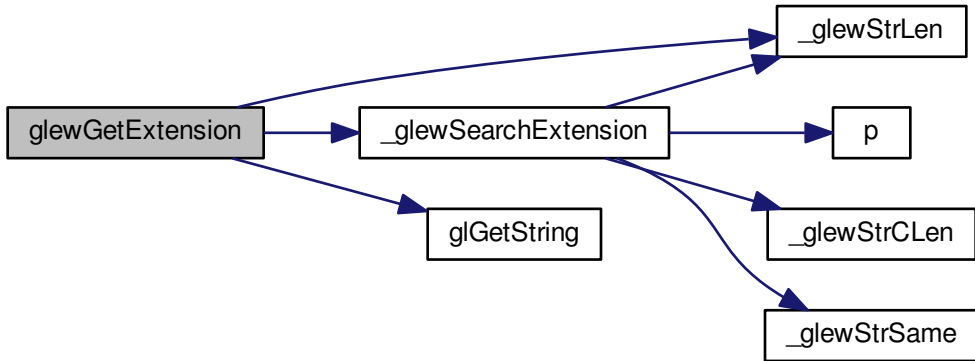 _glewStrLen
glewGetExtension
_glewSearchExtension
p
glGetString
_glewStrCLen
_glewStrSame